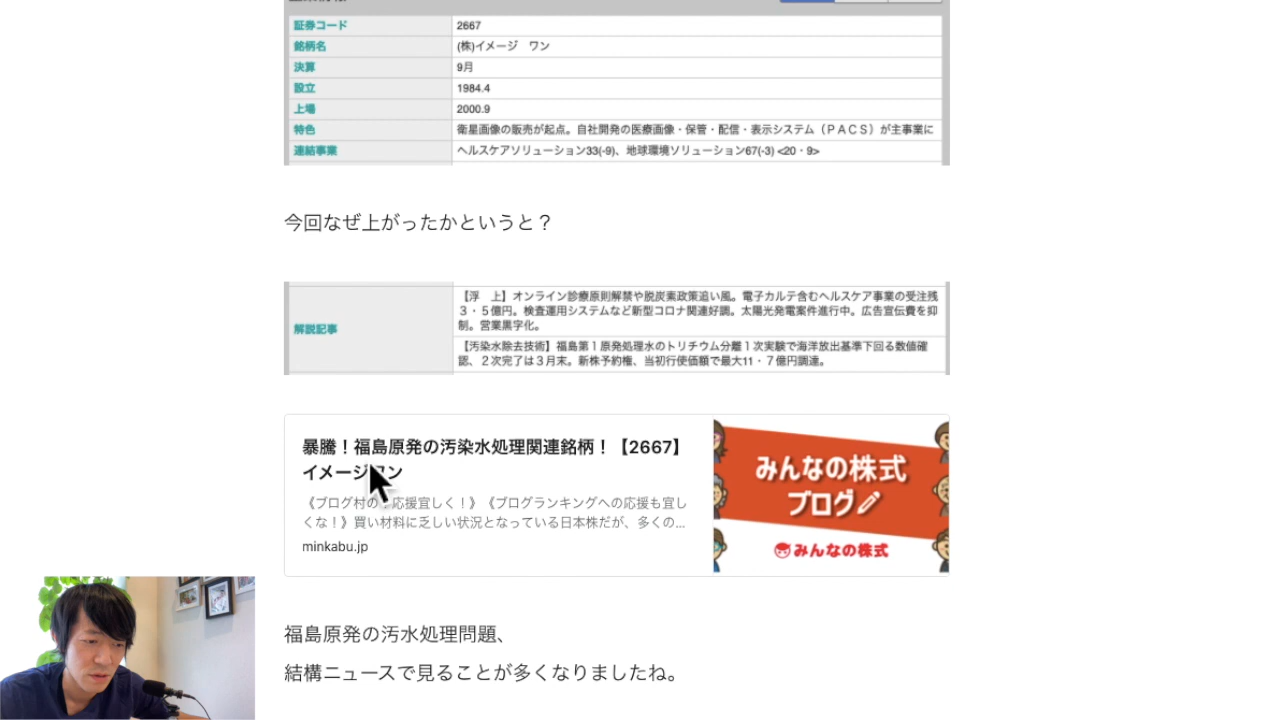 証券コード 2667
銘柄名 (株)イメージ ワン
決算 9月
設立 1984.4
上場 2000.9
特色 衛星画像の販売が起点。自社開発の医療画像・保管・配信・表示システム（ＰＡＣＳ）が主事業に
連結事業 ヘルスケアソリューション33(-9)、地球環境ソリューション67(-3) <20・9>
今回なぜ上がったかというと？
解説記事
【浮　上】オンライン診療原則解禁や脱炭素政策追い風。電子カルテ含むヘルスケア事業の受注残
３・５億円。検査運用システムなど新型コロナ関連好調。太陽光発電案件進行中。広告宣伝費を抑
制。営業黒字化。
【汚染水除去技術】福島第１原発処理水のトリチウム分離１次実験で海洋放出基準下回る数値確
認、２次完了は３月末。新株予約権、当初行使価額で最大11・７億円調達。
暴騰！福島原発の汚染水処理関連銘柄！【2667】
イメージワン
《ブログ村の 応援宜しく！》《ブログランキングへの応援も宜し
くな！》買い材料に乏しい状況となっている日本株だが、多くの...
minkabu.jp
みんなの株式
ブログ
みんなの株式
福島原発の汚水処理問題、
結構ニュースで見ることが多くなりましたね。